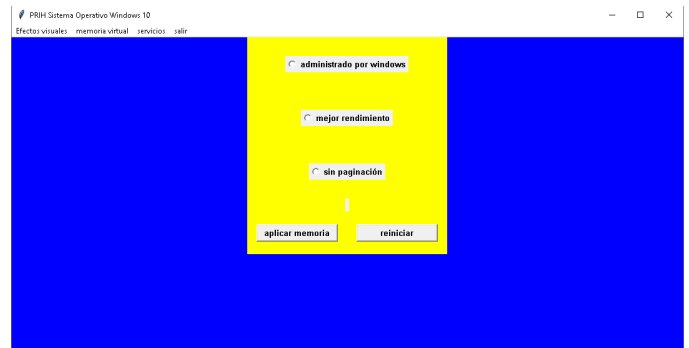 PRIH Sistema Operativo Windows 10
Efectos visuales memoria virtual servicios salir
administrado por windows
mejor rendimiento
sin paginación
aplicar memoria reiniciar